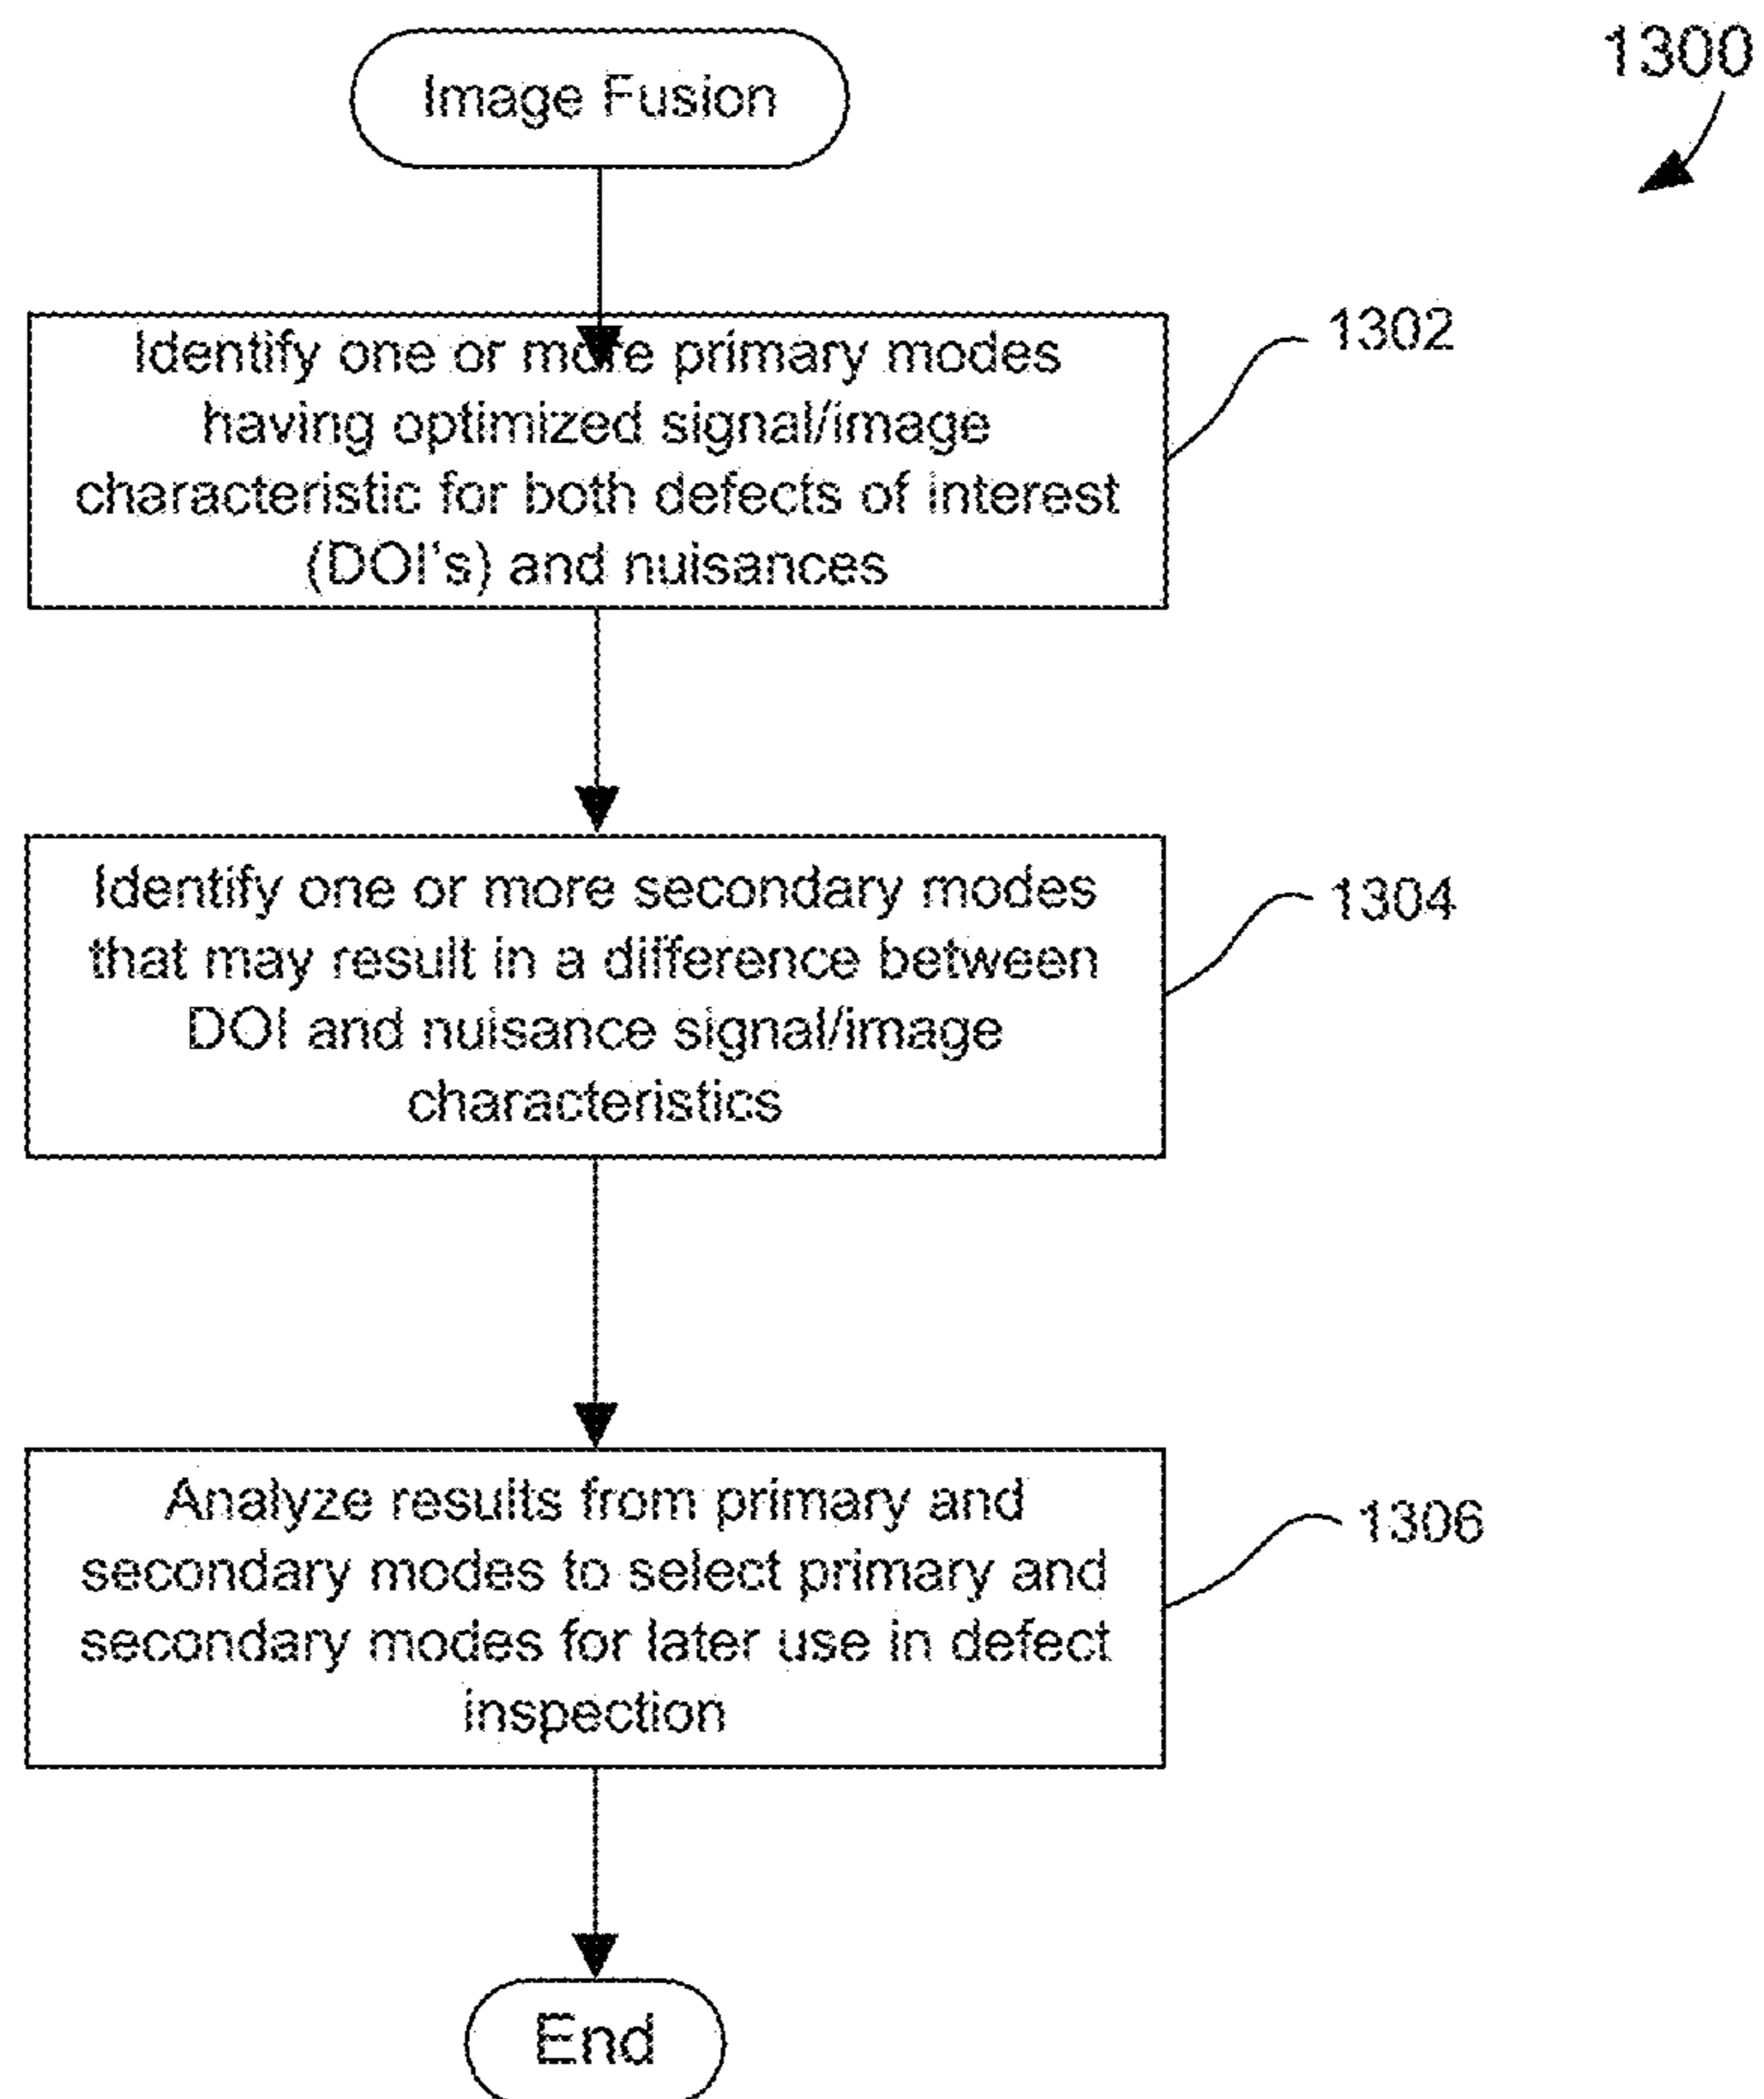 1300
Image Fusion
Identify one or more primary modes
having optimized signal/image
characteristic for both defects of interest
(DOI's) and nuisances
1302
Identify one or more secondary modes
that may result in a difference between
DOI and nuisance signal/image
characteristics
1304
Analyze results from primary and
secondary modes to select primary and
secondary modes for later use in defect
inspection
1306
End